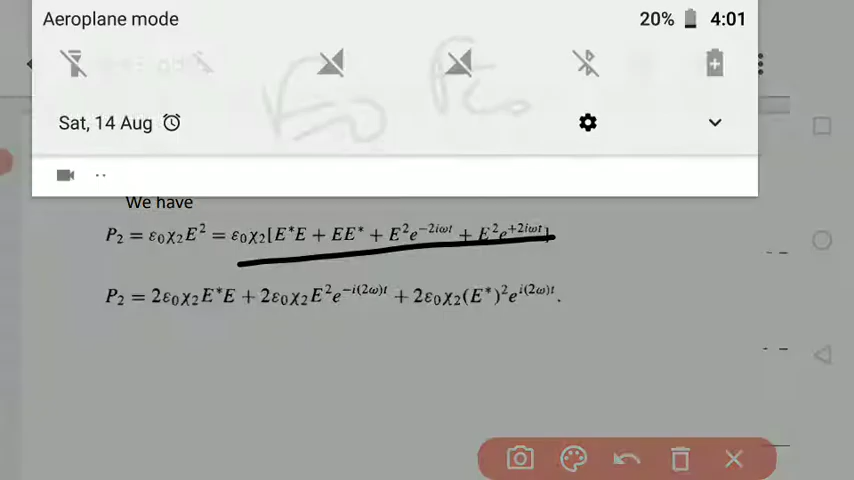 Aeroplane mode 20% 4:01
Sat, 14 Aug
We have
P₂ = ε₀χ₂E² = ε₀χ₂[E*E + EE* + E²e⁻²ⁱωᵗ + E²e⁺²ⁱωᵗ]
P₂ = 2ε₀χ₂E*E + 2ε₀χ₂E²e^{-i(2ω)t} + 2ε₀χ₂(E*)²e^{i(2ω)t}.